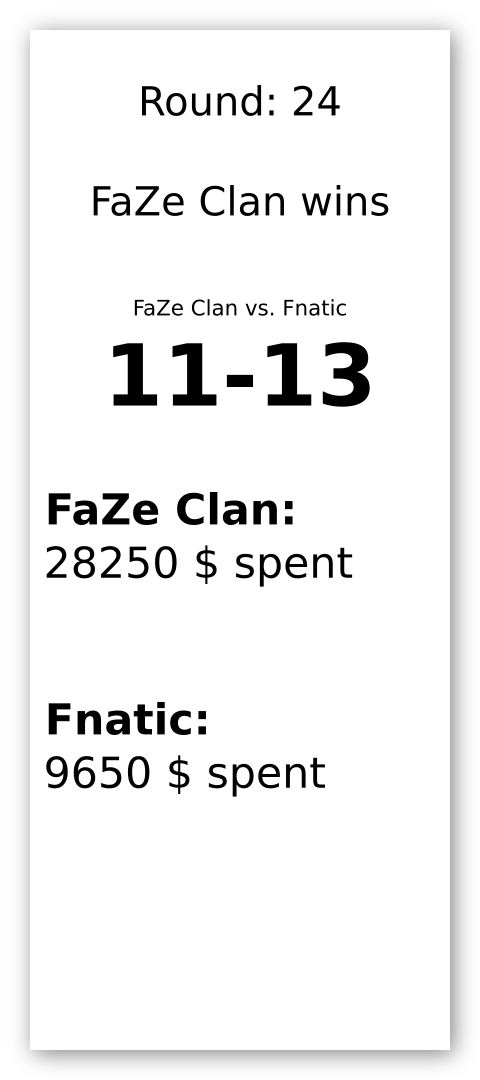 Round: 24
FaZe Clan wins
FaZe Clan vs. Fnatic
11-13
FaZe Clan:
28250 $ spent
Fnatic:
9650 $ spent